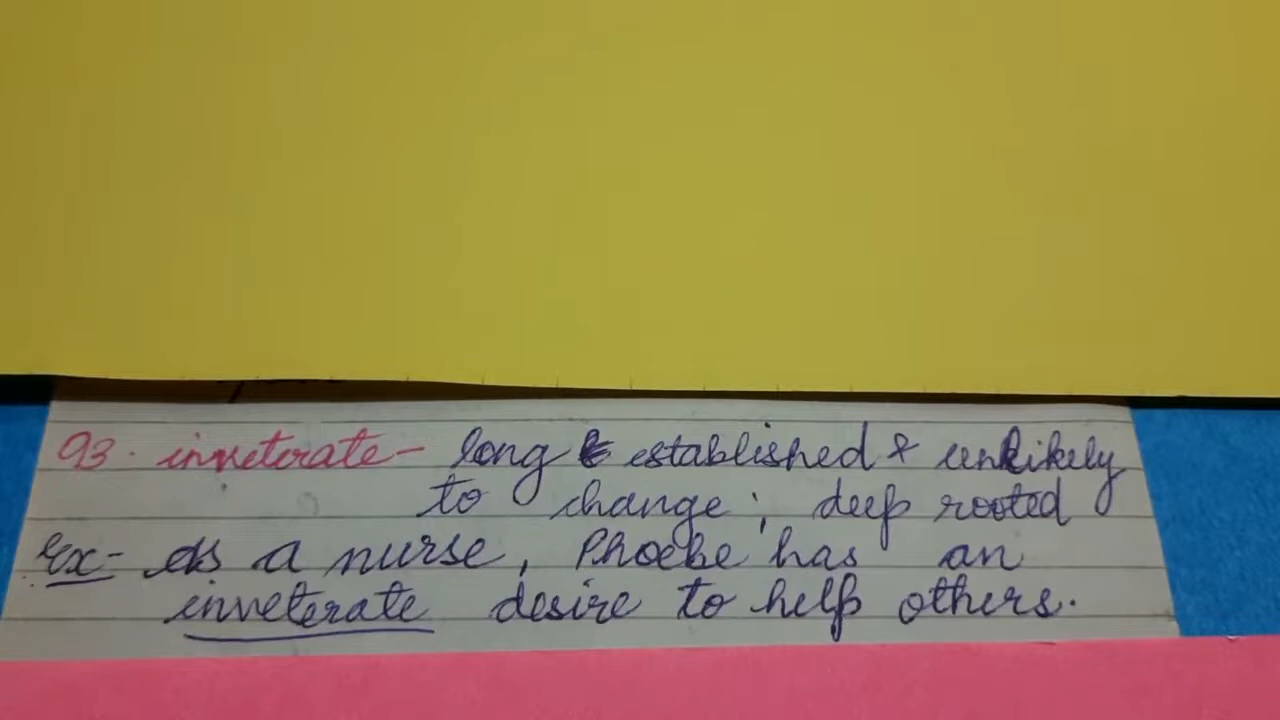 93. inveterate - long established & unlikely
to change; deep rooted
Ex- As a nurse, Phoebe has an
inveterate desire to help others.